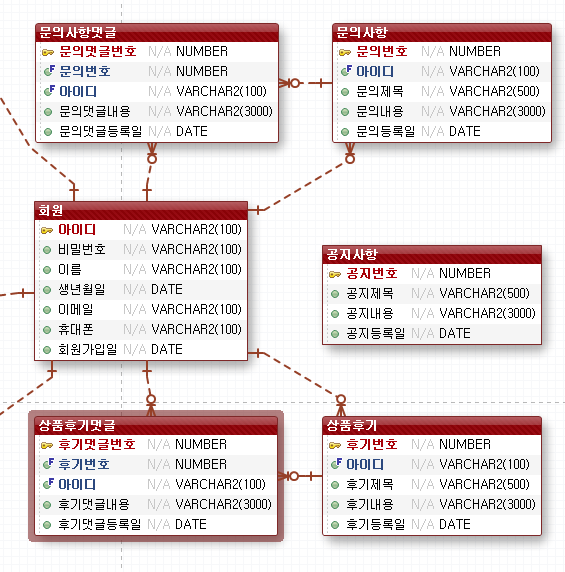 문의사항댓글
문의댓글번호 N/A NUMBER
문의번호 N/A NUMBER
아이디 N/A VARCHAR2(100)
문의댓글내용 N/A VARCHAR2(3000)
문의댓글등록일 N/A DATE
문의사항
문의번호 N/A NUMBER
아이디 N/A VARCHAR2(100)
문의제목 N/A VARCHAR2(500)
문의내용 N/A VARCHAR2(3000)
문의등록일 N/A DATE
회원
아이디 N/A VARCHAR2(100)
비밀번호 N/A VARCHAR2(100)
이름 N/A VARCHAR2(100)
생년월일 N/A DATE
이메일 N/A VARCHAR2(100)
휴대폰 N/A VARCHAR2(100)
회원가입일 N/A DATE
공지사항
공지번호 N/A NUMBER
공지제목 N/A VARCHAR2(500)
공지내용 N/A VARCHAR2(3000)
공지등록일 N/A DATE
상품후기댓글
후기댓글번호 N/A NUMBER
후기번호 N/A NUMBER
아이디 N/A VARCHAR2(100)
후기댓글내용 N/A VARCHAR2(3000)
후기댓글등록일 N/A DATE
상품후기
후기번호 N/A NUMBER
아이디 N/A VARCHAR2(100)
후기제목 N/A VARCHAR2(500)
후기내용 N/A VARCHAR2(3000)
후기등록일 N/A DATE